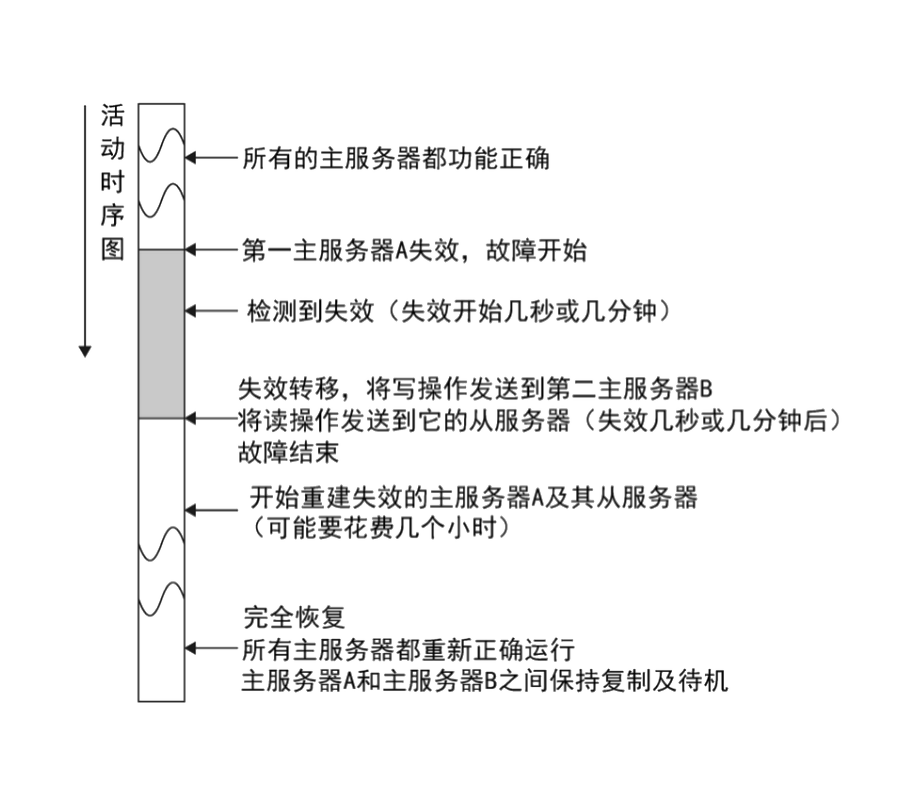 活动时序图
所有的主服务器都功能正确
第一主服务器A失效，故障开始
检测到失效（失效开始几秒或几分钟）
失效转移，将写操作发送到第二主服务器B
将读操作发送到它的从服务器（失效几秒或几分钟后）
故障结束
开始重建失效的主服务器A及其从服务器
（可能要花费几个小时）
完全恢复
所有主服务器都重新正确运行
主服务器A和主服务器B之间保持复制及待机